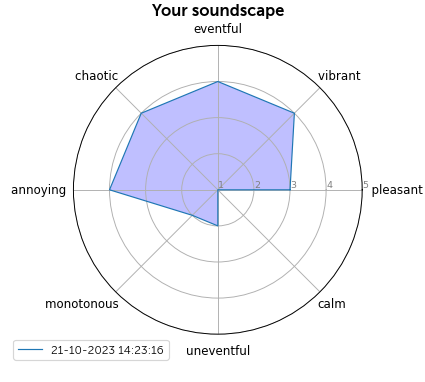 Your soundscape
eventful
chaotic
vibrant
annoying
1 2 3 4 5
pleasant
monotonous
calm
uneventful
21-10-2023 14:23:16